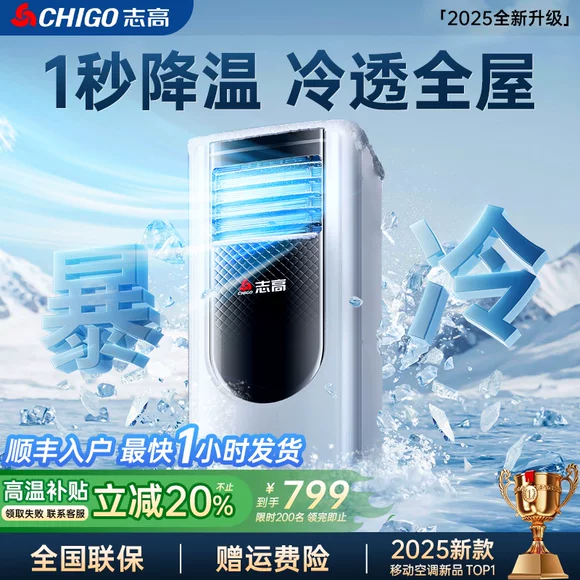 CHIGO志高
「2025全新升级」
1秒降温 冷透全屋
暴冷
CHIGO 志高
顺丰入户 最快1小时发货
高温补贴
领取失败 联系客服
立减20%
不止
到手
￥799
限时200名 领完即止
全国联保
赠运费险
2025新款
移动空调新品TOP1